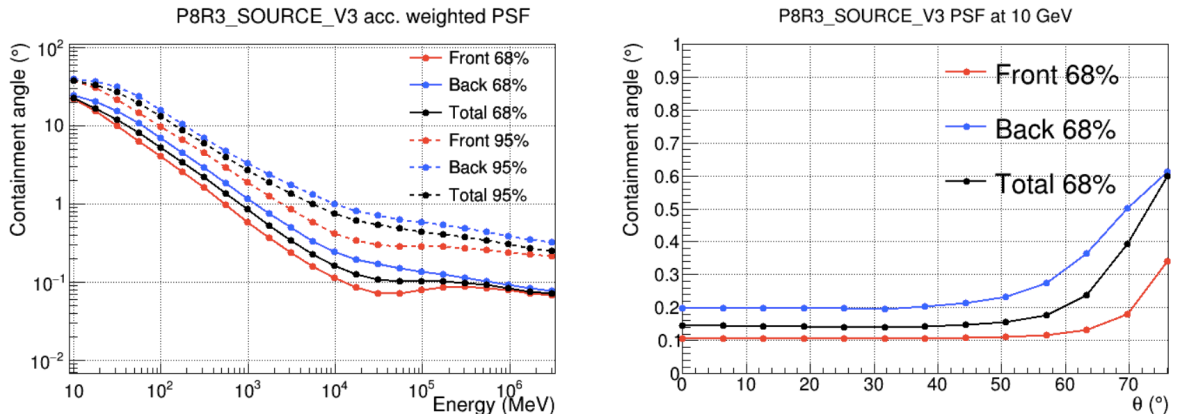 P8R3_SOURCE_V3 acc. weighted PSF
Containment angle (°)
10²
10
1
10⁻¹
10⁻²
Front 68%
Back 68%
Total 68%
Front 95%
Back 95%
Total 95%
10 10² 10³ 10⁴ 10⁵ 10⁶
Energy (MeV)
P8R3_SOURCE_V3 PSF at 10 GeV
Containment angle (°)
1
0.9
0.8
0.7
0.6
0.5
0.4
0.3
0.2
0.1
0
Front 68%
Back 68%
Total 68%
0 10 20 30 40 50 60 70
θ (°)